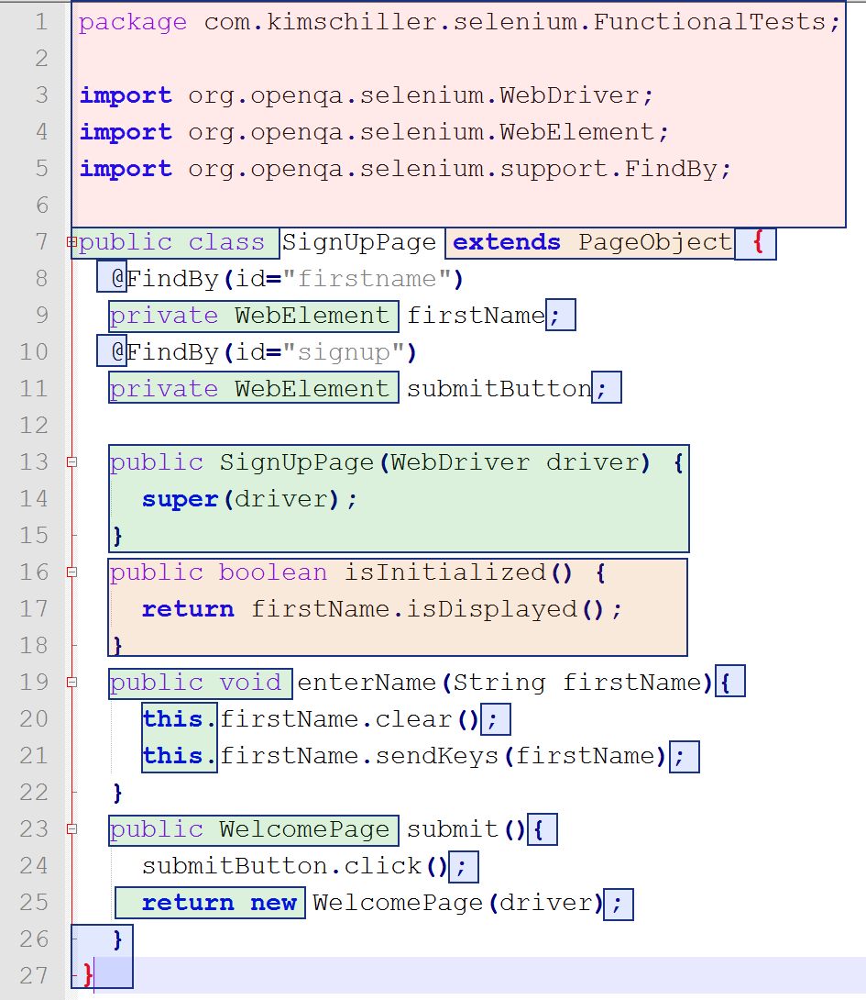 1 package com.kimschiller.selenium.FunctionalTests;
2
3 import org.openqa.selenium.WebDriver;
4 import org.openqa.selenium.WebElement;
5 import org.openqa.selenium.support.FindBy;
6
7 public class SignUpPage extends PageObject {
8 @FindBy(id="firstname")
9 private WebElement firstName;
10 @FindBy(id="signup")
11 private WebElement submitButton;
12
13 public SignUpPage(WebDriver driver) {
14 super(driver);
15 }
16 public boolean isInitialized() {
17 return firstName.isDisplayed();
18 }
19 public void enterName(String firstName){
20 this.firstName.clear();
21 this.firstName.sendKeys(firstName);
22 }
23 public WelcomePage submit(){
24 submitButton.click();
25 return new WelcomePage(driver);
26 }
27 }